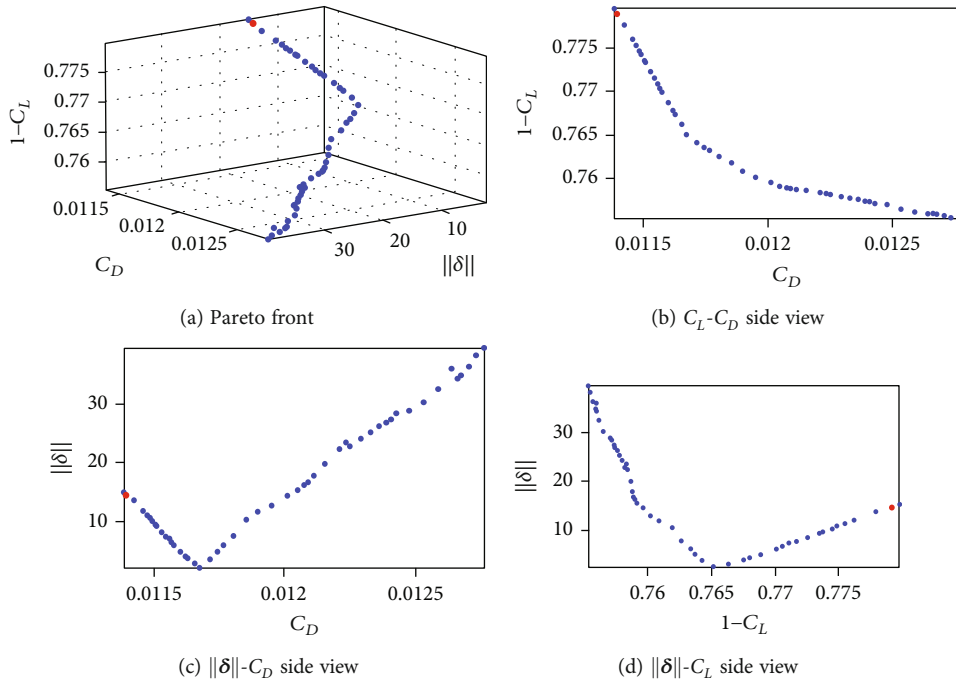 0.775
0.77
0.765
0.76
1–C_L
0.0115
0.012
0.0125
C_D
30
20
10
||δ||
(a) Pareto front
0.775
0.77
0.765
0.76
1–C_L
0.0115
0.012
0.0125
C_D
(b) C_L-C_D side view
30
20
10
||δ||
0.0115
0.012
0.0125
C_D
(c) ||δ||-C_D side view
30
20
10
||δ||
0.76
0.765
0.77
0.775
1–C_L
(d) ||δ||-C_L side view